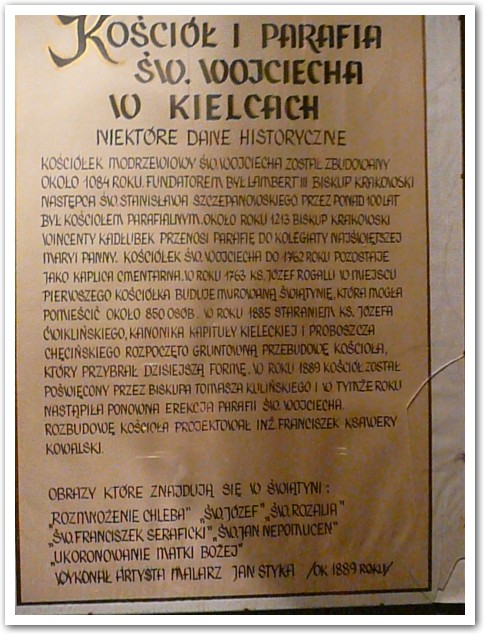 KOŚCIÓŁ I PARAFIA
ŚW. WOJCIECHA
W KIELCACH
NIEKTÓRE DANE HISTORYCZNE
KOŚCIÓŁEK MODRZEWIOWY ŚW. WOJCIECHA ZOSTAŁ ZBUDOWANY
OKOŁO 1084 ROKU. FUNDATOREM BYŁ LAMBERT III BISKUP KRAKOWSKI
NASTĘPCA ŚW. STANISŁAWA SZCZEPANOWSKIEGO PRZEZ PONAD 100 LAT
BYŁ KOŚCIOŁEM PARAFIALNYM. OKOŁO ROKU 1213 BISKUP KRAKOWSKI
WINCENTY KADŁUBEK PRZENOSI PARAFIĘ DO KOLEGIATY NAJŚWIĘTSZEJ
MARYI PANNY. KOŚCIÓŁEK ŚW. WOJCIECHA DO 1762 ROKU POZOSTAJE
JAKO KAPLICA CMENTARNA. W ROKU 1763 KS. JÓZEF ROGALLI W MIEJSCU
PIERWSZEGO KOŚCIÓŁKA BUDUJE MUROWANĄ ŚWIĄTYNIĘ, KTÓRA MOGŁA
POMIEŚCIĆ OKOŁO 850 OSÓB. W ROKU 1885 STARANIEM KS. JÓZEFA
ĆWIKLIŃSKIEGO, KANONIKA KAPITUŁY KIELECKIEJ I PROBOSZCZA
CHĘCIŃSKIEGO ROZPOCZĘTO GRUNTOWNĄ PRZEBUDOWĘ KOŚCIOŁA,
KTÓRY PRZYBRAŁ DZISIEJSZĄ FORMĘ. W ROKU 1889 KOŚCIÓŁ ZOSTAŁ
POŚWIĘCONY PRZEZ BISKUPA TOMASZA KULIŃSKIEGO I W TYMŻE ROKU
NASTĄPIŁA PONOWNA EREKCJA PARAFII ŚW. WOJCIECHA.
ROZBUDOWĘ KOŚCIOŁA PROJEKTOWAŁ INŻ. FRANCISZEK KSAWERY
KOWALSKI.
OBRAZY KTÓRE ZNAJDUJĄ SIĘ W ŚWIĄTYNI:
„ROZMNOŻENIE CHLEBA" „ŚW. JÓZEF" „ŚW. ROZALIA"
„ŚW. FRANCISZEK SERAFICKI" „ŚW. JAN NEPOMUCEN"
„UKORONOWANIE MATKI BOŻEJ"
WYKONAŁ ARTYSTA MALARZ JAN STYKA /OK 1889 ROKU/